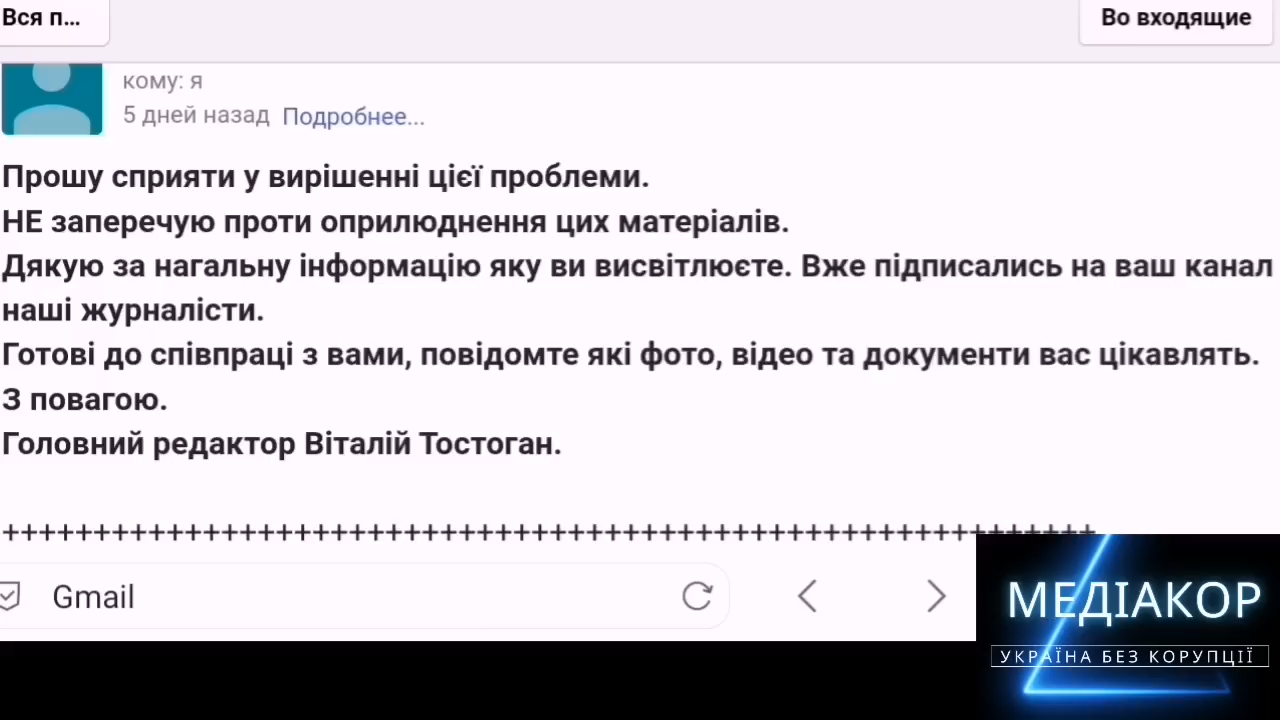 Вся п...
Во входящие
кому: я
5 дней назад Подробнее...
Прошу сприяти у вирішенні цієї проблеми.
НЕ заперечую проти оприлюднення цих матеріалів.
Дякую за нагальну інформацію яку ви висвітлюєте. Вже підписались на ваш канал
наші журналісти.
Готові до співпраці з вами, повідомте які фото, відео та документи вас цікавлять.
З повагою.
Головний редактор Віталій Тостоган.
++++++++++++++++++++++++++++++++++++++++++++++++++++++++++++++++++++++++
Gmail
МЕДІАКОР
УКРАЇНА БЕЗ КОРУПЦІЇ